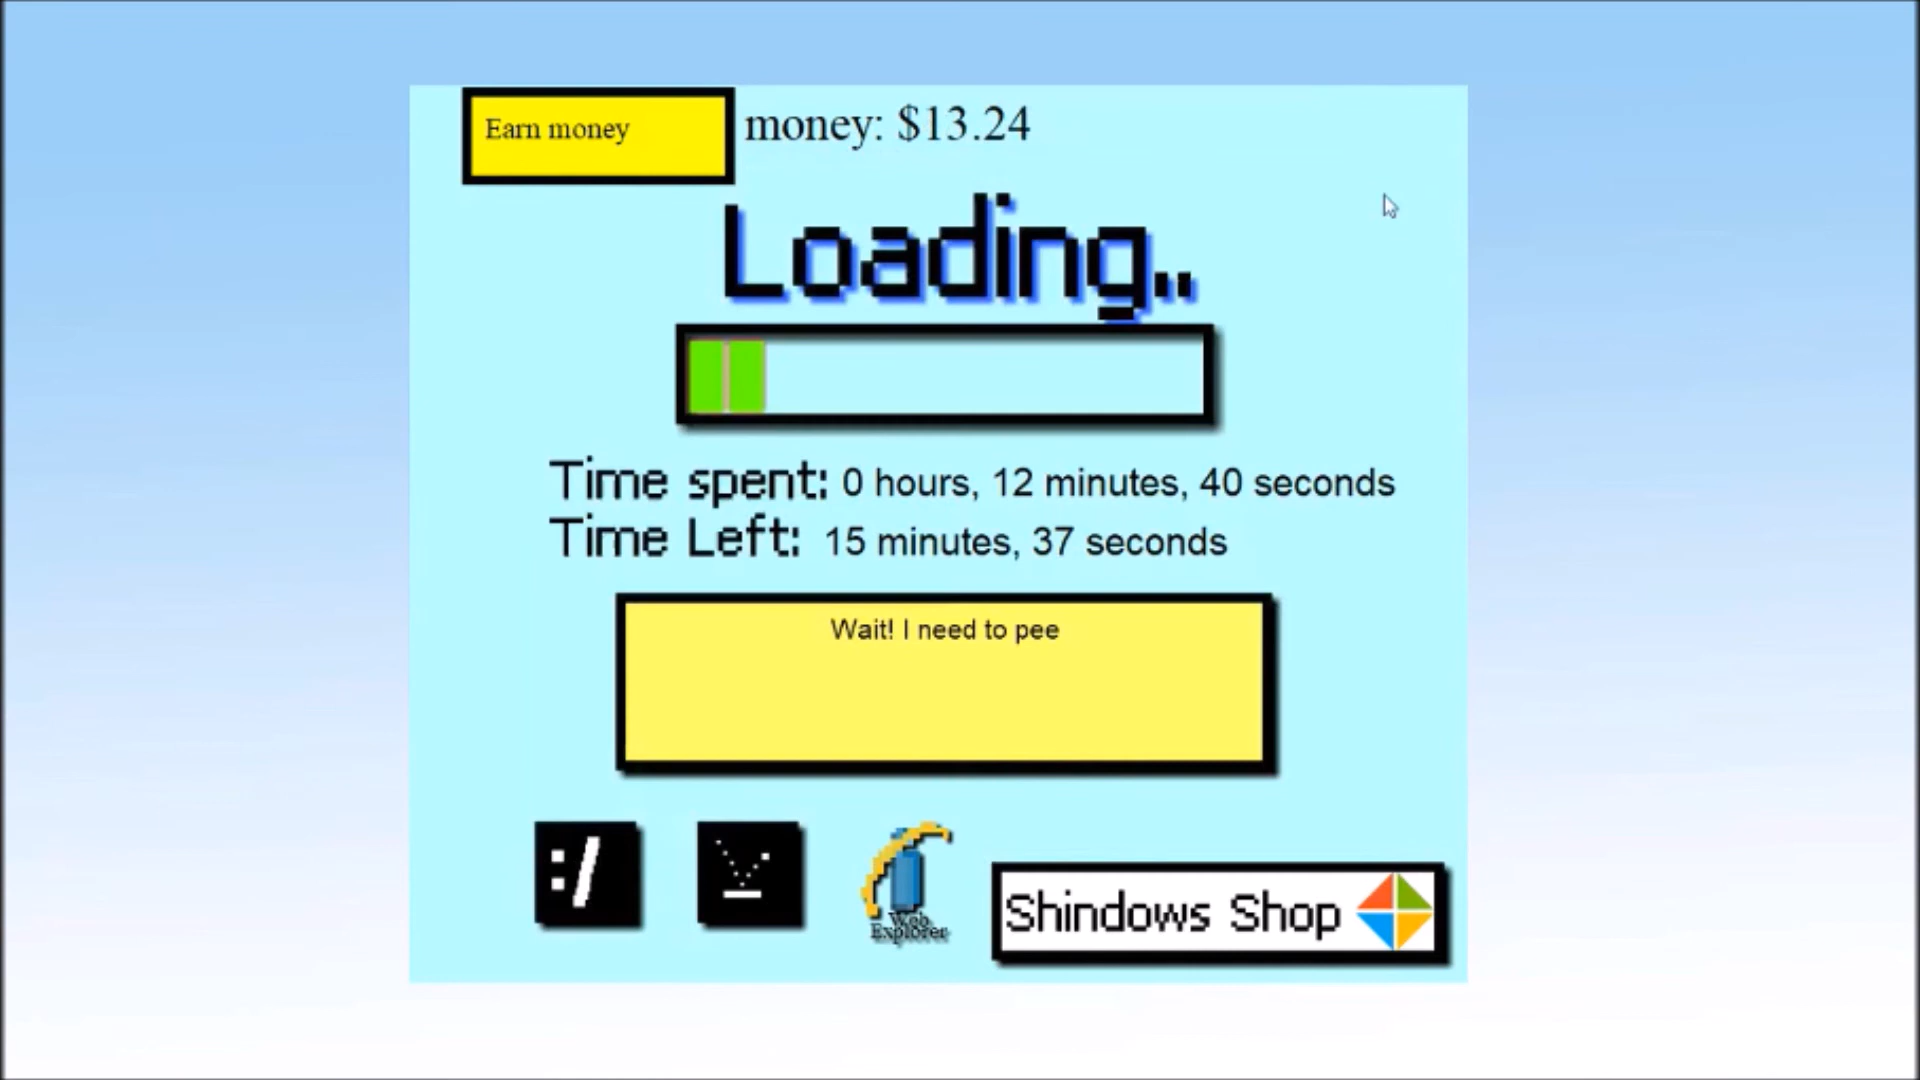 Earn money
money: $13.24
Loading..
Time spent: 0 hours, 12 minutes, 40 seconds
Time Left: 15 minutes, 37 seconds
Wait! I need to pee
:/
Web
Explorer
Shindows Shop